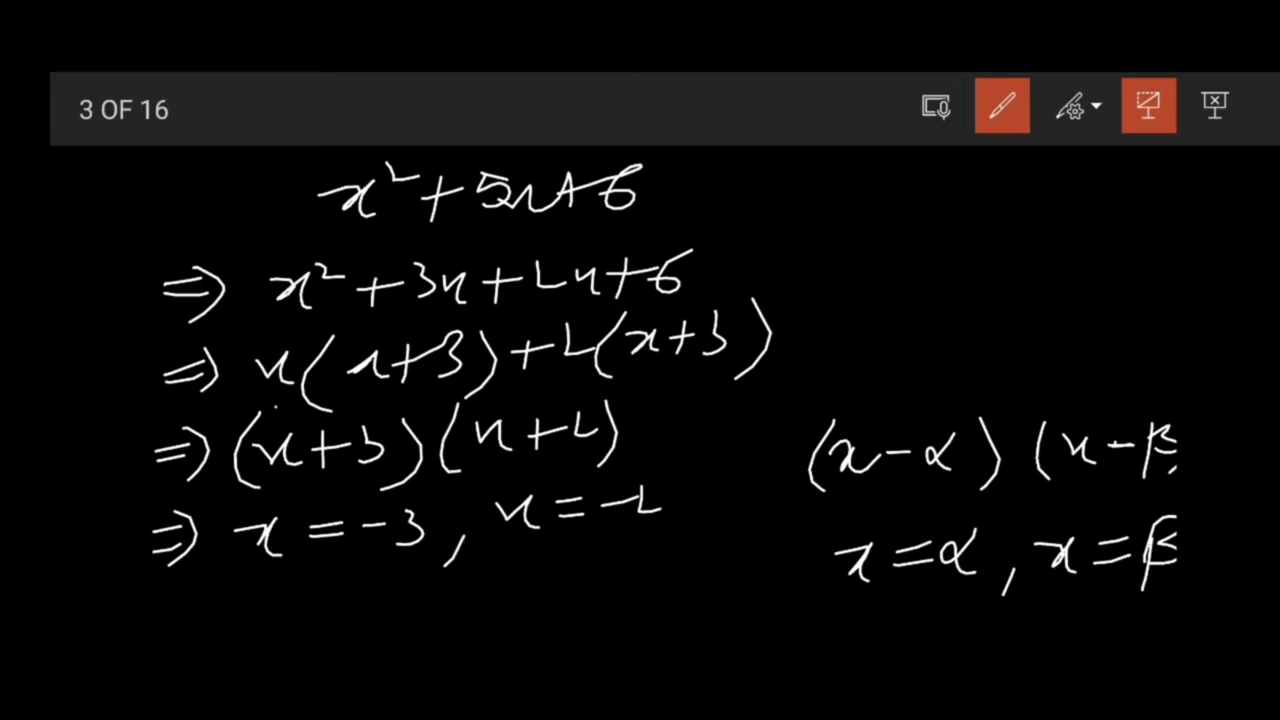 3 OF 16
x² + 5x + 6
⇒ x² + 3x + 2x + 6
⇒ x(x+3) + 2(x+3)
⇒ (x+3)(x+2)
⇒ x = -3, x = -2
(x-α)(x-β)
x = α, x = β